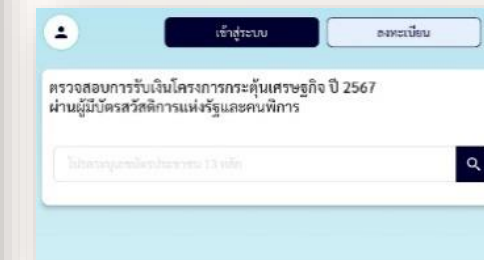 เข้าสู่ระบบ
ลงทะเบียน
ตรวจสอบการรับเงินโครงการกระตุ้นเศรษฐกิจ ปี 2567
ผ่านผู้มีบัตรสวัสดิการแห่งรัฐและคนพิการ
โปรดระบุเลขบัตรประชาชน 13 หลัก